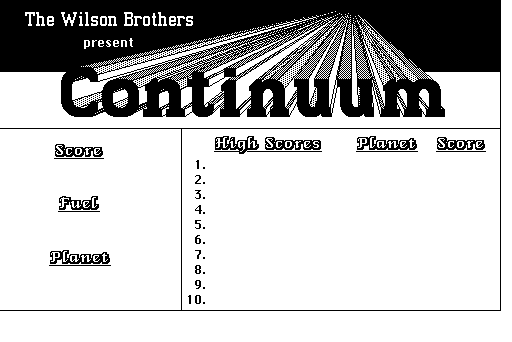 The Wilson Brothers
present
Continuum
Score
Fuel
Planet
High Scores Planet Score
1.
2.
3.
4.
5.
6.
7.
8.
9.
10.